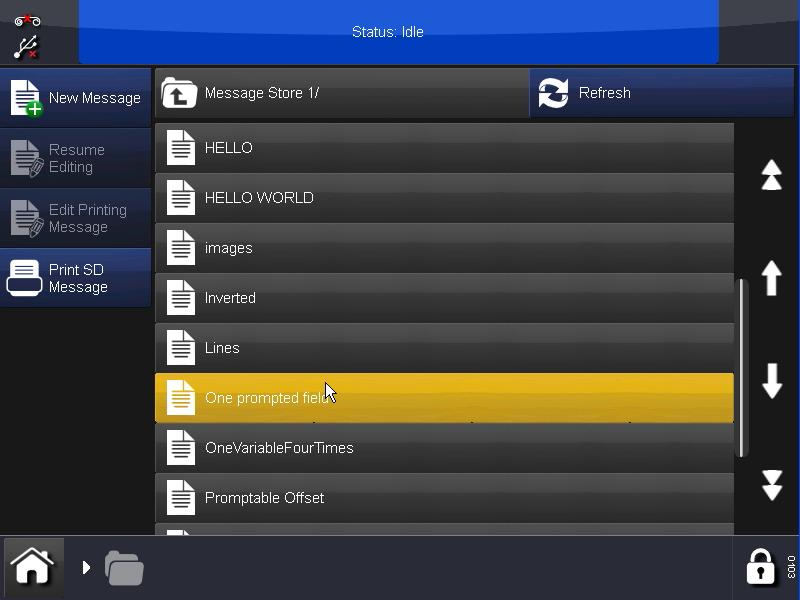 Status: Idle
New Message
Message Store 1/
Refresh
Resume
Editing
Edit Printing
Message
Print SD
Message
HELLO
HELLO WORLD
images
Inverted
Lines
One prompted field
OneVariableFourTimes
Promptable Offset
0103